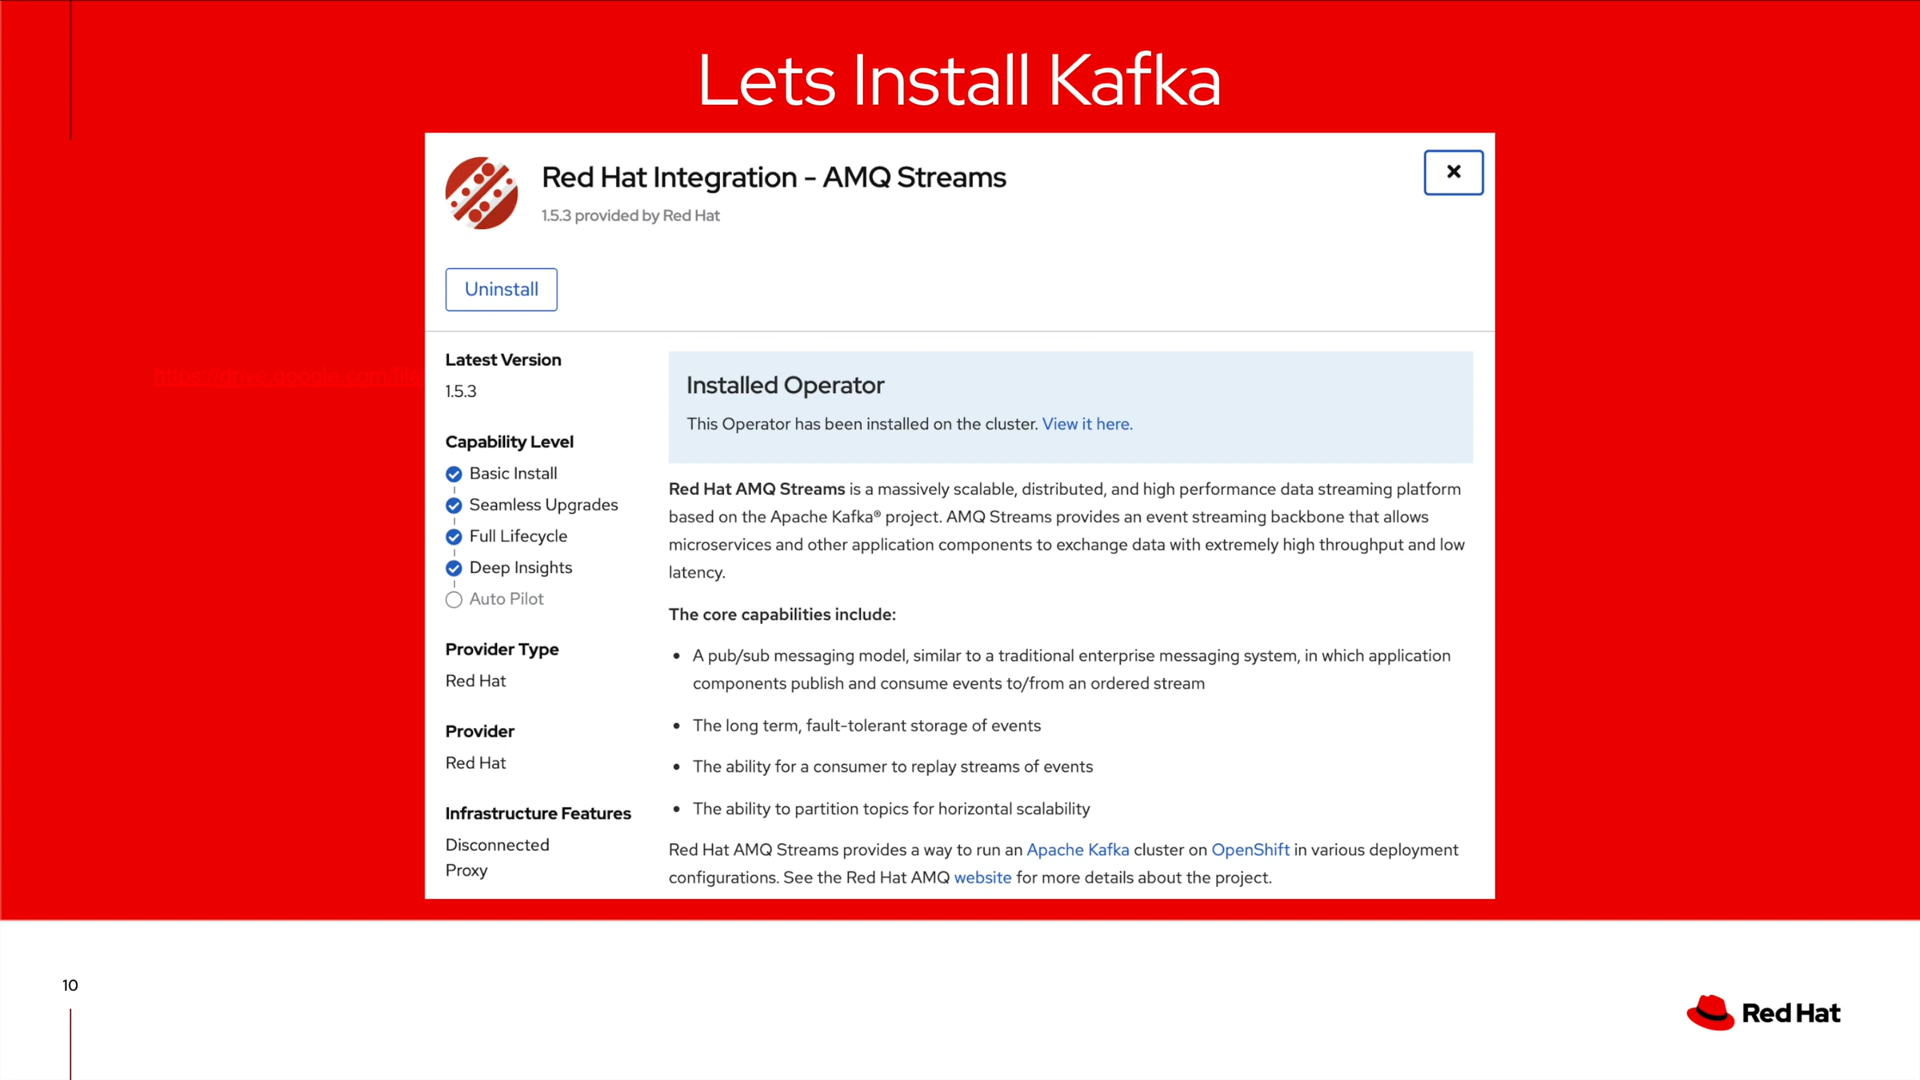 Lets Install Kafka
Red Hat Integration - AMQ Streams
1.5.3 provided by Red Hat
Uninstall
https://drive.google.com/file
Latest Version
1.5.3
Capability Level
Basic Install
Seamless Upgrades
Full Lifecycle
Deep Insights
Auto Pilot
Provider Type
Red Hat
Provider
Red Hat
Infrastructure Features
Disconnected
Proxy
Installed Operator
This Operator has been installed on the cluster. View it here.
Red Hat AMQ Streams is a massively scalable, distributed, and high performance data streaming platform
based on the Apache Kafka® project. AMQ Streams provides an event streaming backbone that allows
microservices and other application components to exchange data with extremely high throughput and low
latency.
The core capabilities include:
• A pub/sub messaging model, similar to a traditional enterprise messaging system, in which application
components publish and consume events to/from an ordered stream
• The long term, fault-tolerant storage of events
• The ability for a consumer to replay streams of events
• The ability to partition topics for horizontal scalability
Red Hat AMQ Streams provides a way to run an Apache Kafka cluster on OpenShift in various deployment
configurations. See the Red Hat AMQ website for more details about the project.
10
Red Hat